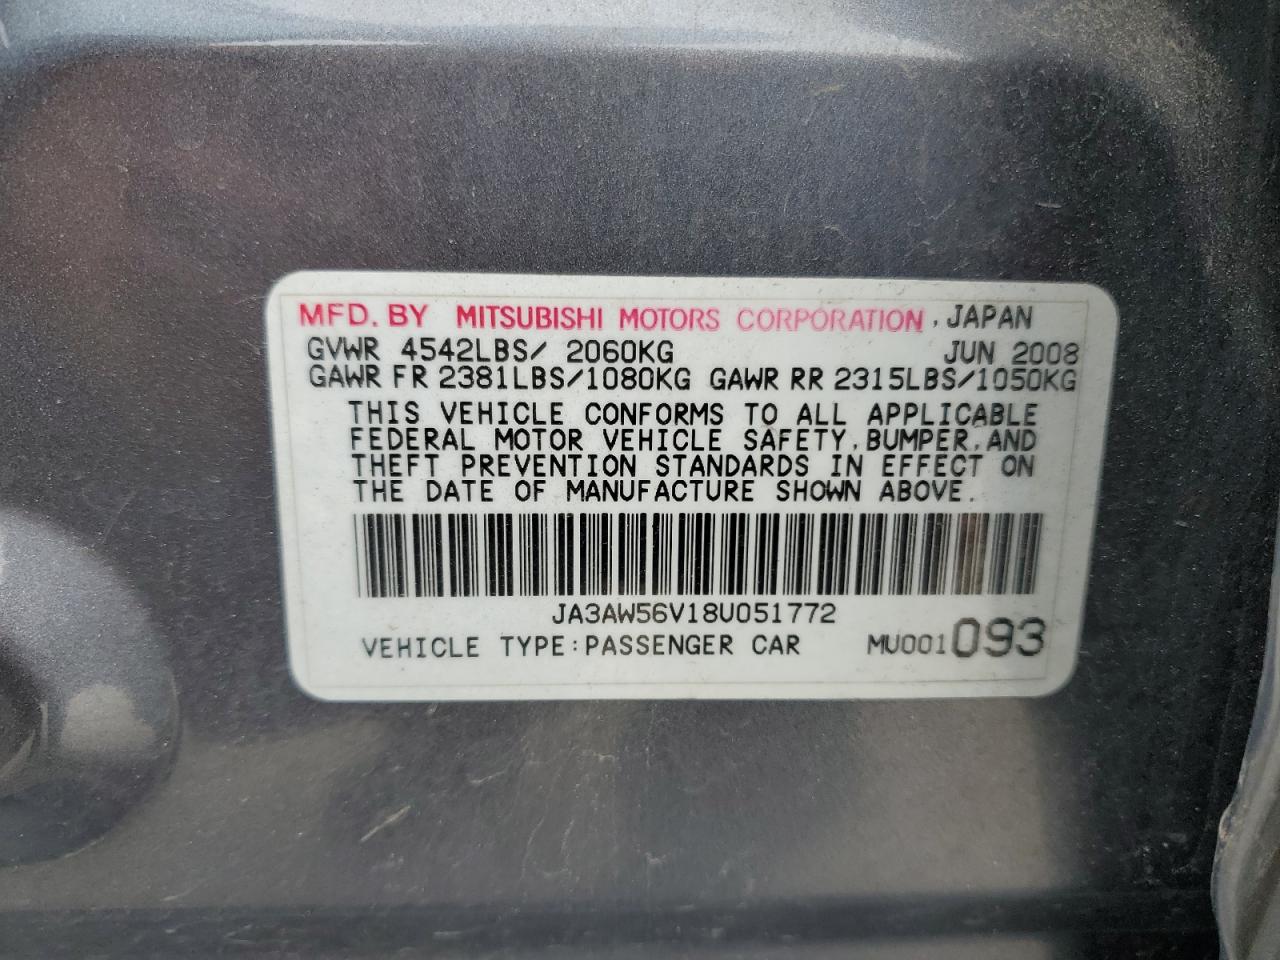 MFD. BY MITSUBISHI MOTORS CORPORATION, JAPAN
GVWR 4542LBS/ 2060KG JUN 2008
GAWR FR 2381LBS/1080KG GAWR RR 2315LBS/1050KG
THIS VEHICLE CONFORMS TO ALL APPLICABLE
FEDERAL MOTOR VEHICLE SAFETY, BUMPER, AND
THEFT PREVENTION STANDARDS IN EFFECT ON
THE DATE OF MANUFACTURE SHOWN ABOVE.
JA3AW56V18U051772
VEHICLE TYPE:PASSENGER CAR MU001093